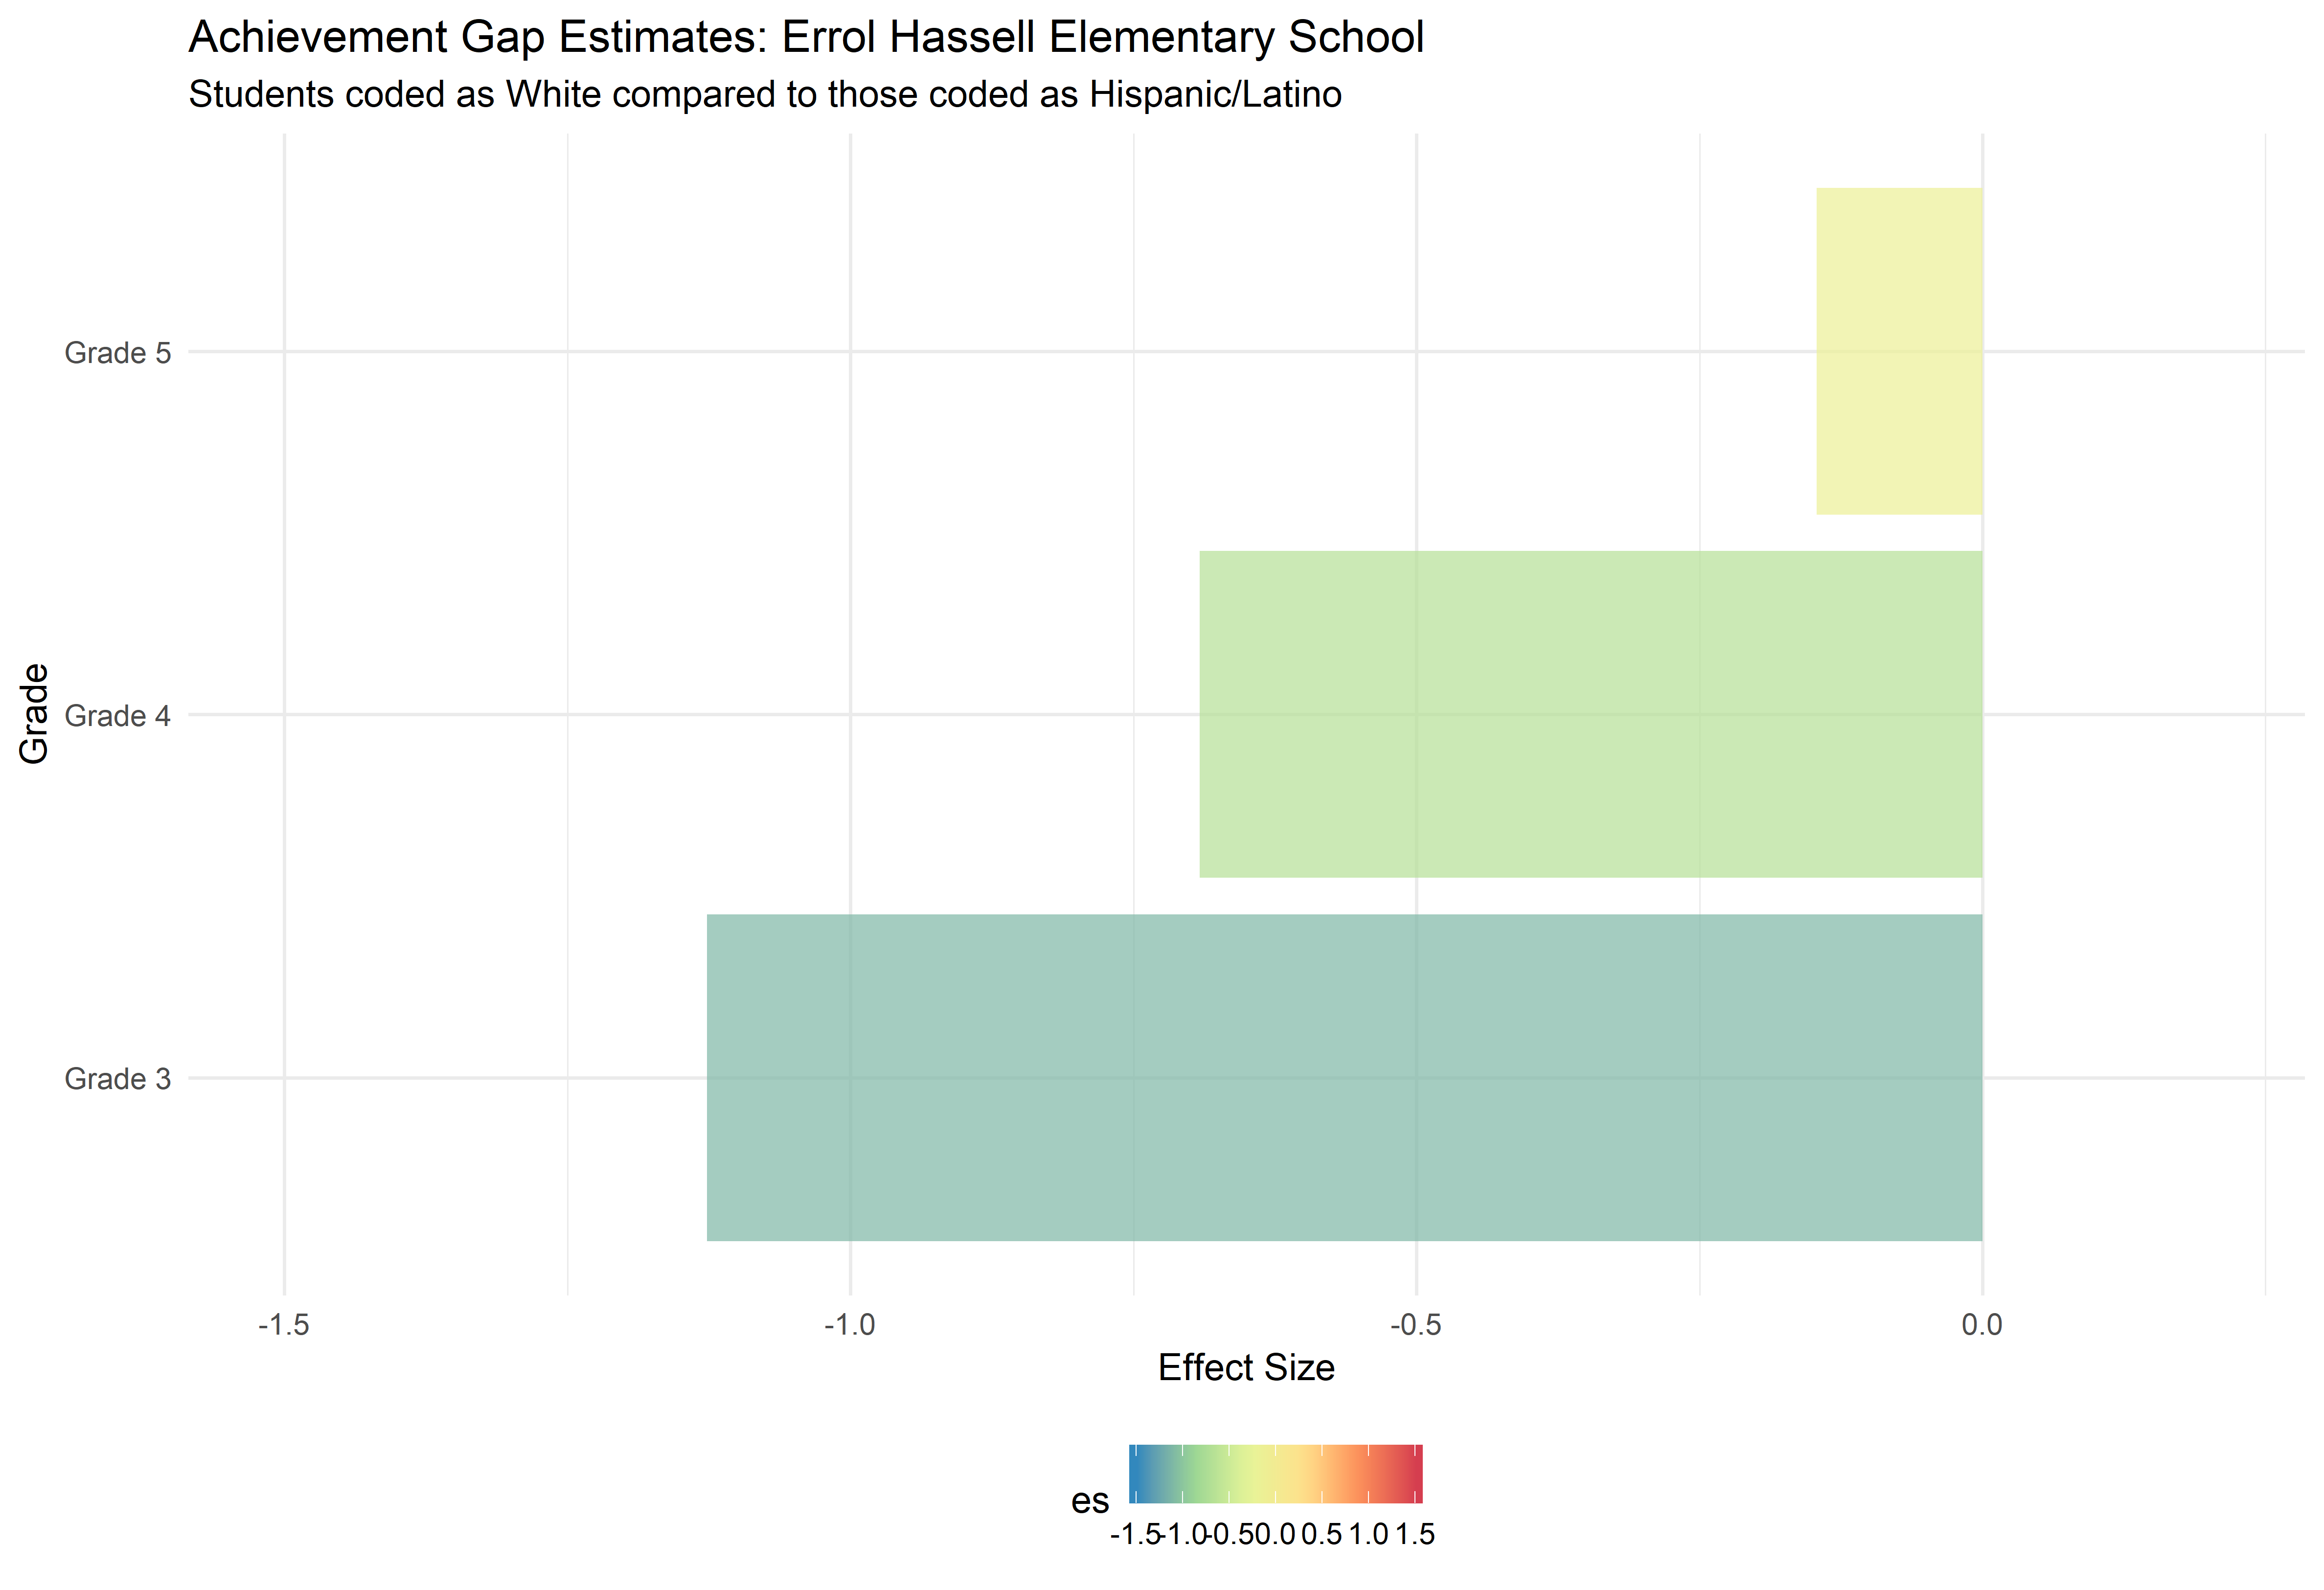 Achievement Gap Estimates: Errol Hassell Elementary School
Students coded as White compared to those coded as Hispanic/Latino
Grade
Grade 5
Grade 4
Grade 3
-1.5 -1.0 -0.5 0.0
Effect Size
es
-1.5 -1.0 -0.5 0.0 0.5 1.0 1.5